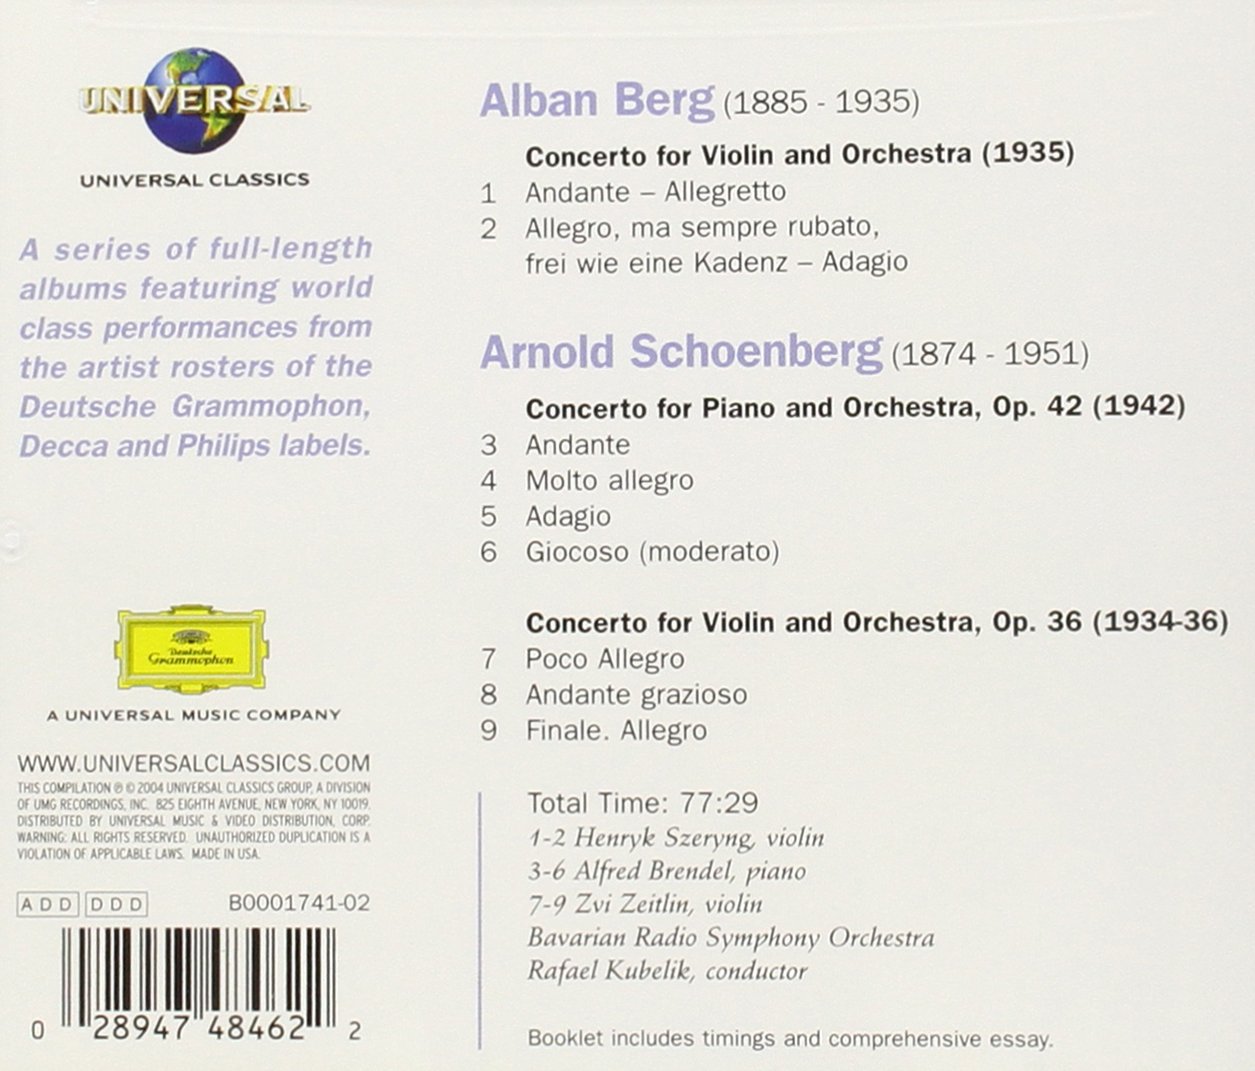 UNIVERSAL
UNIVERSAL CLASSICS
A series of full-length
albums featuring world
class performances from
the artist rosters of the
Deutsche Grammophon,
Decca and Philips labels.
Deutsche
Grammophon
A UNIVERSAL MUSIC COMPANY
WWW.UNIVERSALCLASSICS.COM
THIS COMPILATION ℗ © 2004 UNIVERSAL CLASSICS GROUP, A DIVISION
OF UMG RECORDINGS, INC. 825 EIGHTH AVENUE, NEW YORK, NY 10019.
DISTRIBUTED BY UNIVERSAL MUSIC & VIDEO DISTRIBUTION, CORP.
WARNING: ALL RIGHTS RESERVED. UNAUTHORIZED DUPLICATION IS A
VIOLATION OF APPLICABLE LAWS. MADE IN USA.
ADD DDD B0001741-02
0 28947 48462 2
Alban Berg (1885 - 1935)
Concerto for Violin and Orchestra (1935)
1 Andante – Allegretto
2 Allegro, ma sempre rubato,
frei wie eine Kadenz – Adagio
Arnold Schoenberg (1874 - 1951)
Concerto for Piano and Orchestra, Op. 42 (1942)
3 Andante
4 Molto allegro
5 Adagio
6 Giocoso (moderato)
Concerto for Violin and Orchestra, Op. 36 (1934-36)
7 Poco Allegro
8 Andante grazioso
9 Finale. Allegro
Total Time: 77:29
1-2 Henryk Szeryng, violin
3-6 Alfred Brendel, piano
7-9 Zvi Zeitlin, violin
Bavarian Radio Symphony Orchestra
Rafael Kubelik, conductor
Booklet includes timings and comprehensive essay.